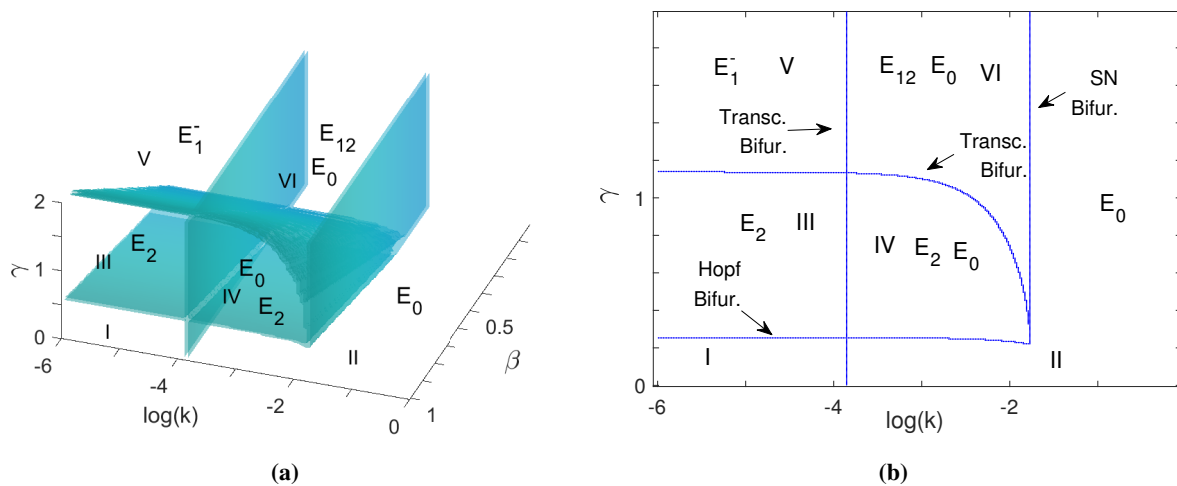 E₁⁻
V
E₁₂
E₀
VI
2
1
0
γ
III
E₂
E₀
IV
E₂
E₀
I
II
0.5
β
1
-6
-4
-2
0
log(k)
(a)
E₁⁻ V
E₁₂ E₀ VI
SN
Bifur.
Transc.
Bifur.
Transc.
Bifur.
γ
1
E₂ III
IV E₂ E₀
E₀
Hopf
Bifur.
I
II
0
-6
-4
-2
0
log(k)
(b)